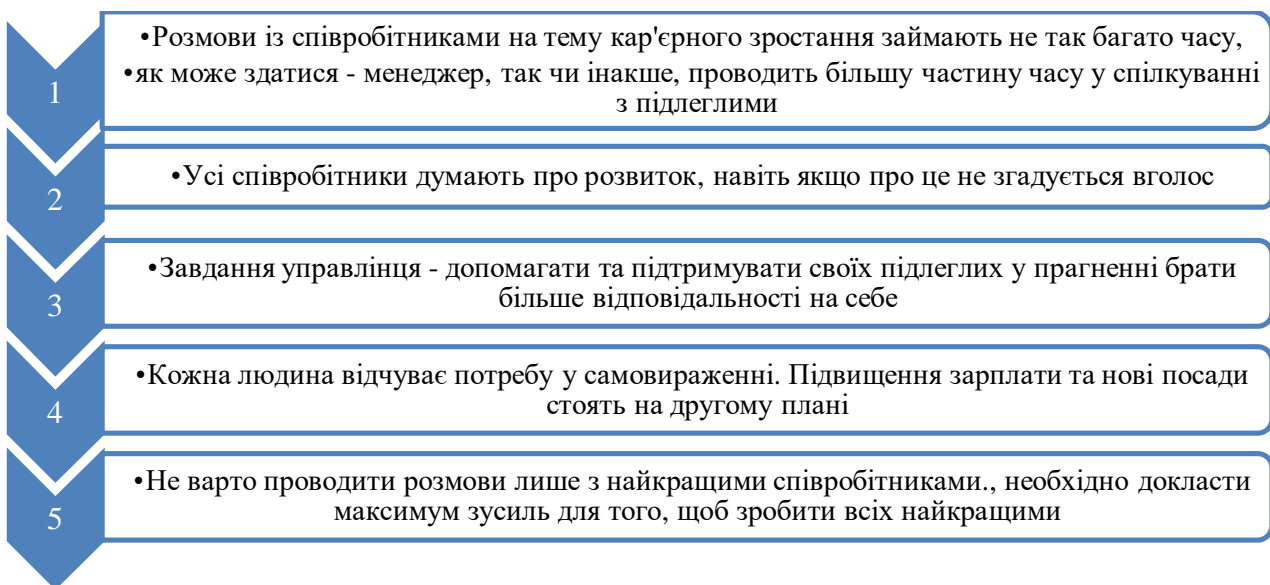 1
•Розмови із співробітниками на тему кар'єрного зростання займають не так багато часу,
•як може здатися - менеджер, так чи інакше, проводить більшу частину часу у спілкуванні
з підлеглими
2
•Усі співробітники думають про розвиток, навіть якщо про це не згадується вголос
3
•Завдання управлінця - допомагати та підтримувати своїх підлеглих у прагненні брати
більше відповідальності на себе
4
•Кожна людина відчуває потребу у самовираженні. Підвищення зарплати та нові посади
стоять на другому плані
5
•Не варто проводити розмови лише з найкращими співробітниками., необхідно докласти
максимум зусиль для того, щоб зробити всіх найкращими